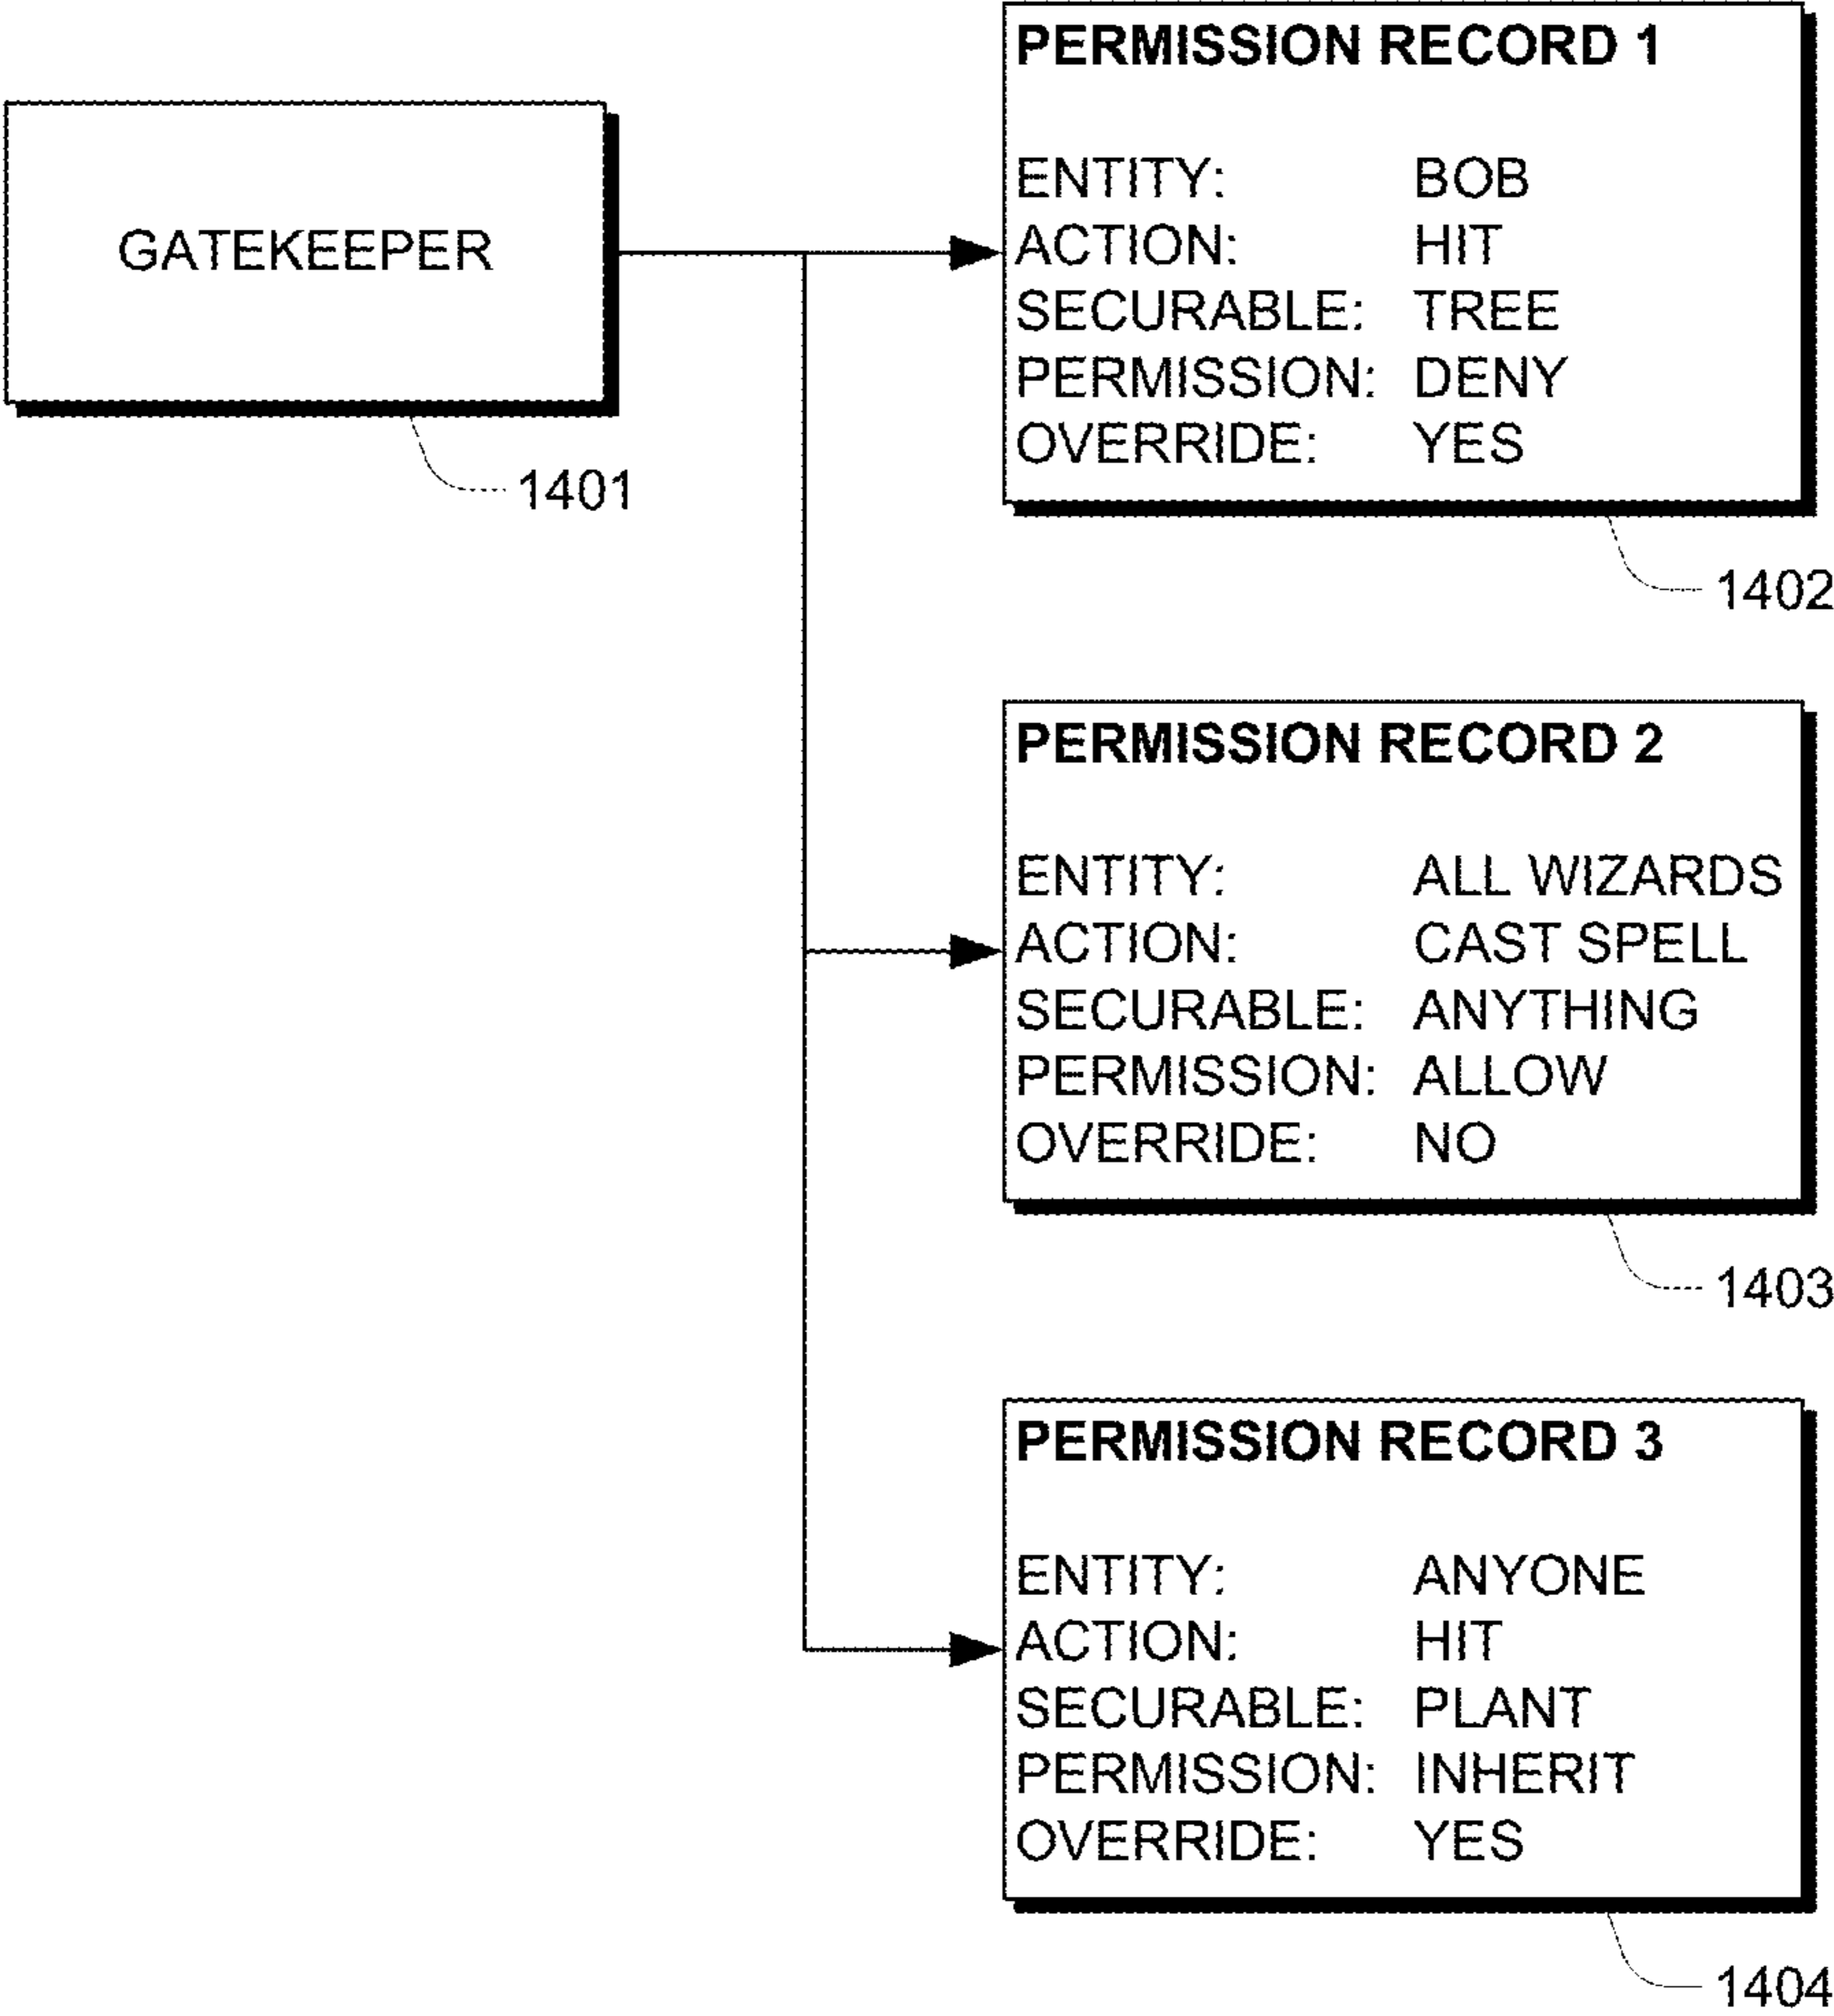 GATEKEEPER
1401
PERMISSION RECORD 1
ENTITY: BOB
ACTION: HIT
SECURABLE: TREE
PERMISSION: DENY
OVERRIDE: YES
1402
PERMISSION RECORD 2
ENTITY: ALL WIZARDS
ACTION: CAST SPELL
SECURABLE: ANYTHING
PERMISSION: ALLOW
OVERRIDE: NO
1403
PERMISSION RECORD 3
ENTITY: ANYONE
ACTION: HIT
SECURABLE: PLANT
PERMISSION: INHERIT
OVERRIDE: YES
1404